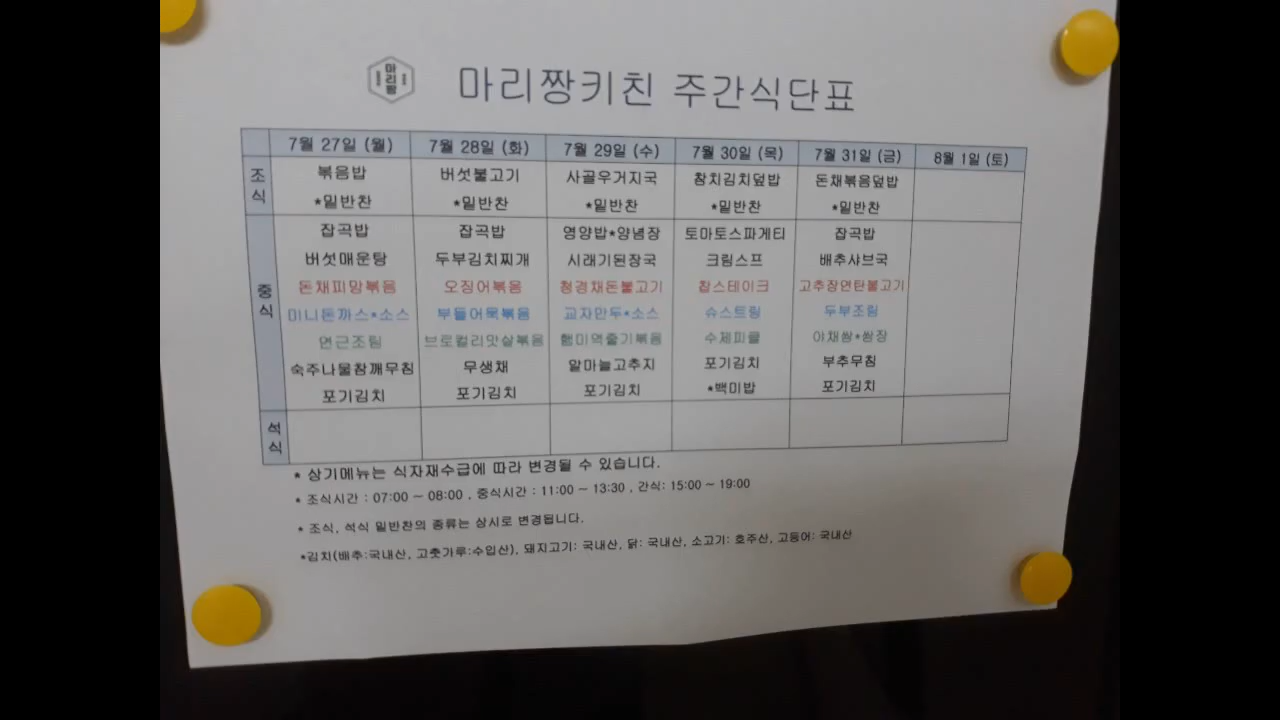 마리짱
마리짱키친 주간식단표
7월 27일 (월) 7월 28일 (화) 7월 29일 (수) 7월 30일 (목) 7월 31일 (금) 8월 1일 (토)
조식 볶음밥 버섯불고기 사골우거지국 참치김치덮밥 돈채볶음덮밥
*밑반찬 *밑반찬 *밑반찬 *밑반찬 *밑반찬
중식 잡곡밥 잡곡밥 영양밥*양념장 토마토스파게티 잡곡밥
버섯매운탕 두부김치찌개 시래기된장국 크림스프 배추샤브국
돈채피망볶음 오징어볶음 청경채돈불고기 찹스테이크 고추장연탄불고기
미니돈까스*소스 부들어묵볶음 교자만두*소스 슈스트링 두부조림
연근조림 브로컬리맛살볶음 햄미역줄기볶음 수제피클 야채쌈*쌈장
숙주나물참깨무침 무생채 알마늘고추지 포기김치 부추무침
포기김치 포기김치 포기김치 *백미밥 포기김치
석식
* 상기메뉴는 식자재수급에 따라 변경될 수 있습니다.
* 조식시간 : 07:00 ~ 08:00 , 중식시간 : 11:00 ~ 13:30 , 간식: 15:00 ~ 19:00
* 조식, 석식 밑반찬의 종류는 상시로 변경됩니다.
*김치(배추:국내산, 고춧가루:수입산), 돼지고기: 국내산, 닭: 국내산, 소고기: 호주산, 고등어: 국내산